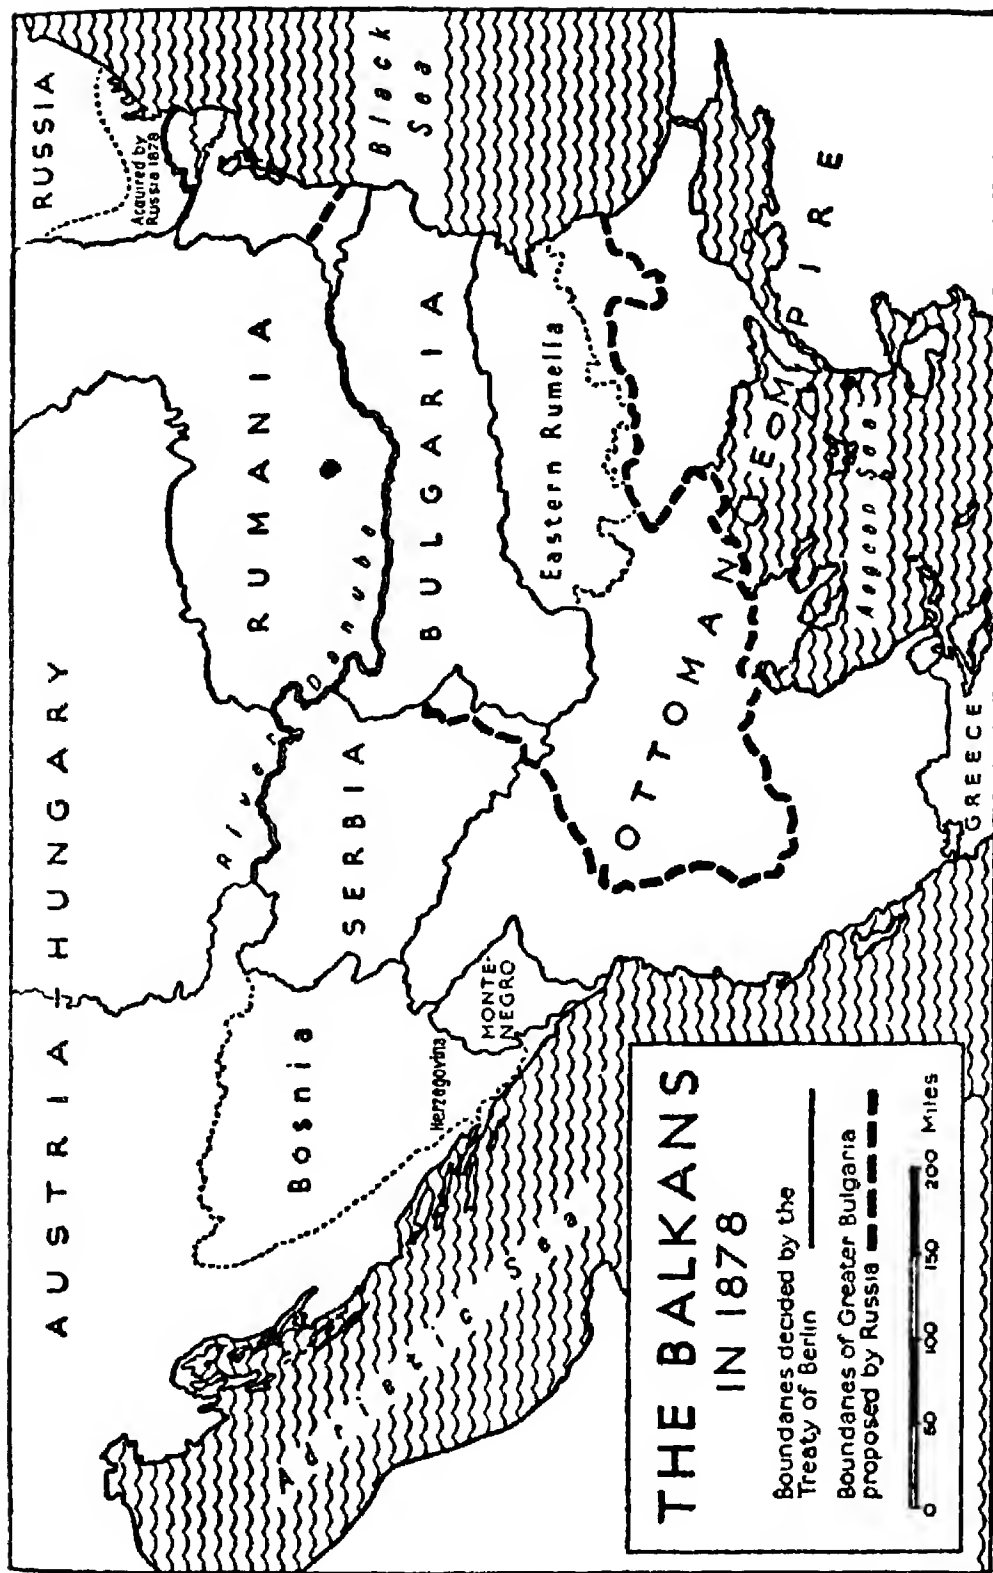 AUSTRIA - HUNGARY
RUSSIA
Acquired by
Russia 1878
RUMANIA
Black
Sea
River Danube
Bosnia
SERBIA
BULGARIA
Herzegovina
MONTE-
NEGRO
Eastern Rumelia
Adriatic Sea
OTTOMAN EMPIRE
Aegean Sea
GREECE
THE BALKANS
IN 1878
Boundaries decided by the
Treaty of Berlin
Boundaries of Greater Bulgaria
proposed by Russia
0 50 100 150 200 Miles